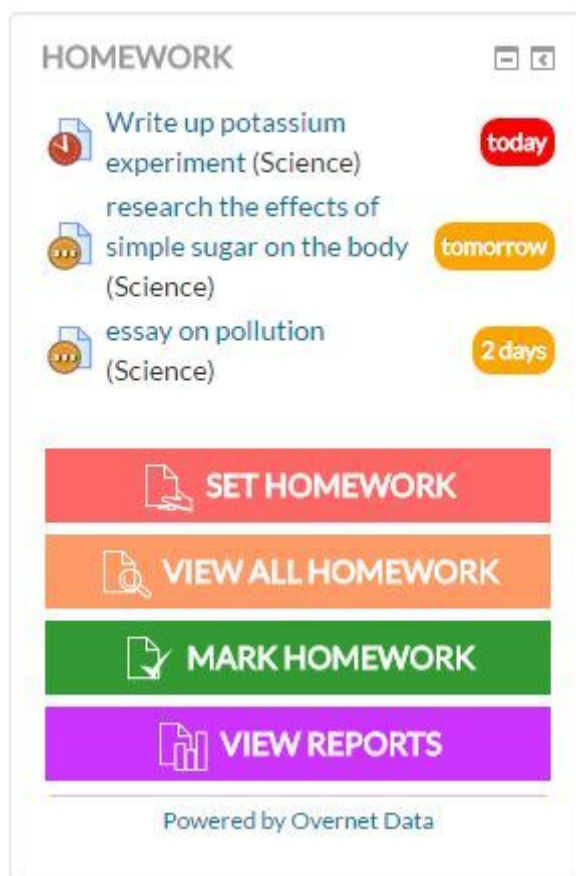 HOMEWORK
Write up potassium
experiment (Science)
today
research the effects of
simple sugar on the body
(Science)
tomorrow
essay on pollution
(Science)
2 days
SET HOMEWORK
VIEW ALL HOMEWORK
MARK HOMEWORK
VIEW REPORTS
Powered by Overnet Data